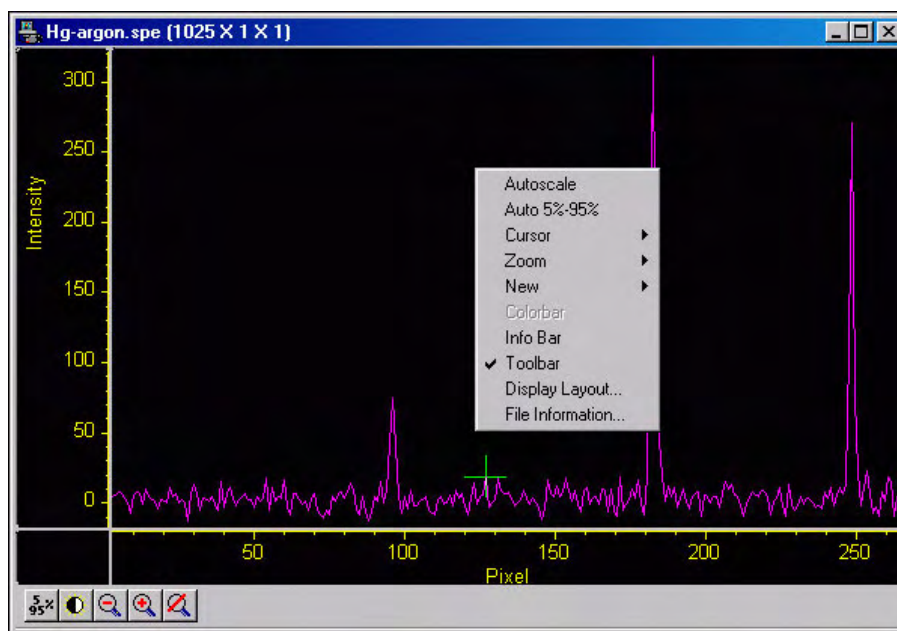 Hg-argon.spe (1025 X 1 X 1)
300
250
200
150
100
50
0
Intensity
Autoscale
Auto 5%-95%
Cursor
Zoom
New
Colorbar
Info Bar
Toolbar
Display Layout...
File Information...
50 100 150 200 250
Pixel
5 95%